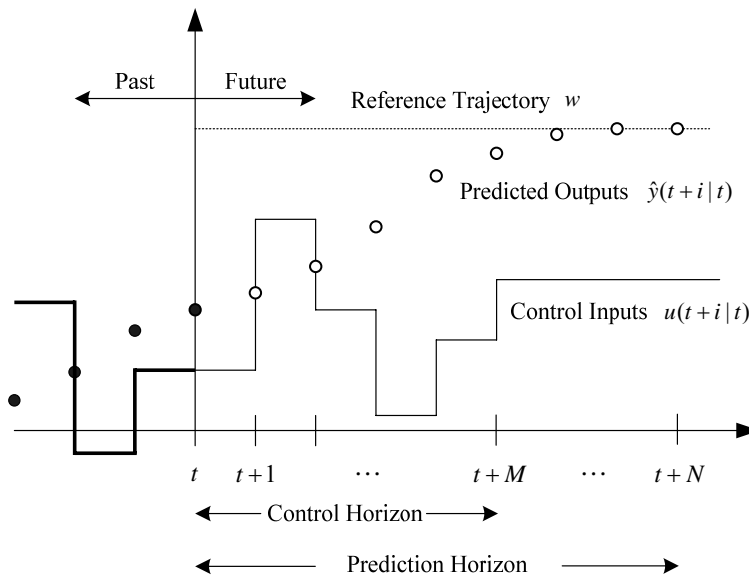 Past Future
Reference Trajectory w
Predicted Outputs ŷ(t+i|t)
Control Inputs u(t+i|t)
t t+1 ... t+M ... t+N
Control Horizon
Prediction Horizon